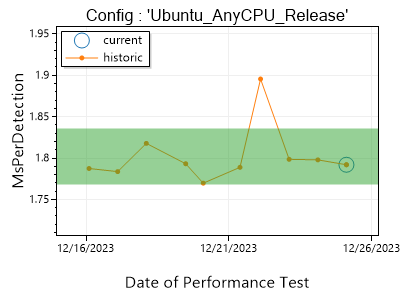 Config : 'Ubuntu_AnyCPU_Release'
current
historic
MsPerDetection
1.95
1.9
1.85
1.8
1.75
12/16/2023
12/21/2023
12/26/2023
Date of Performance Test